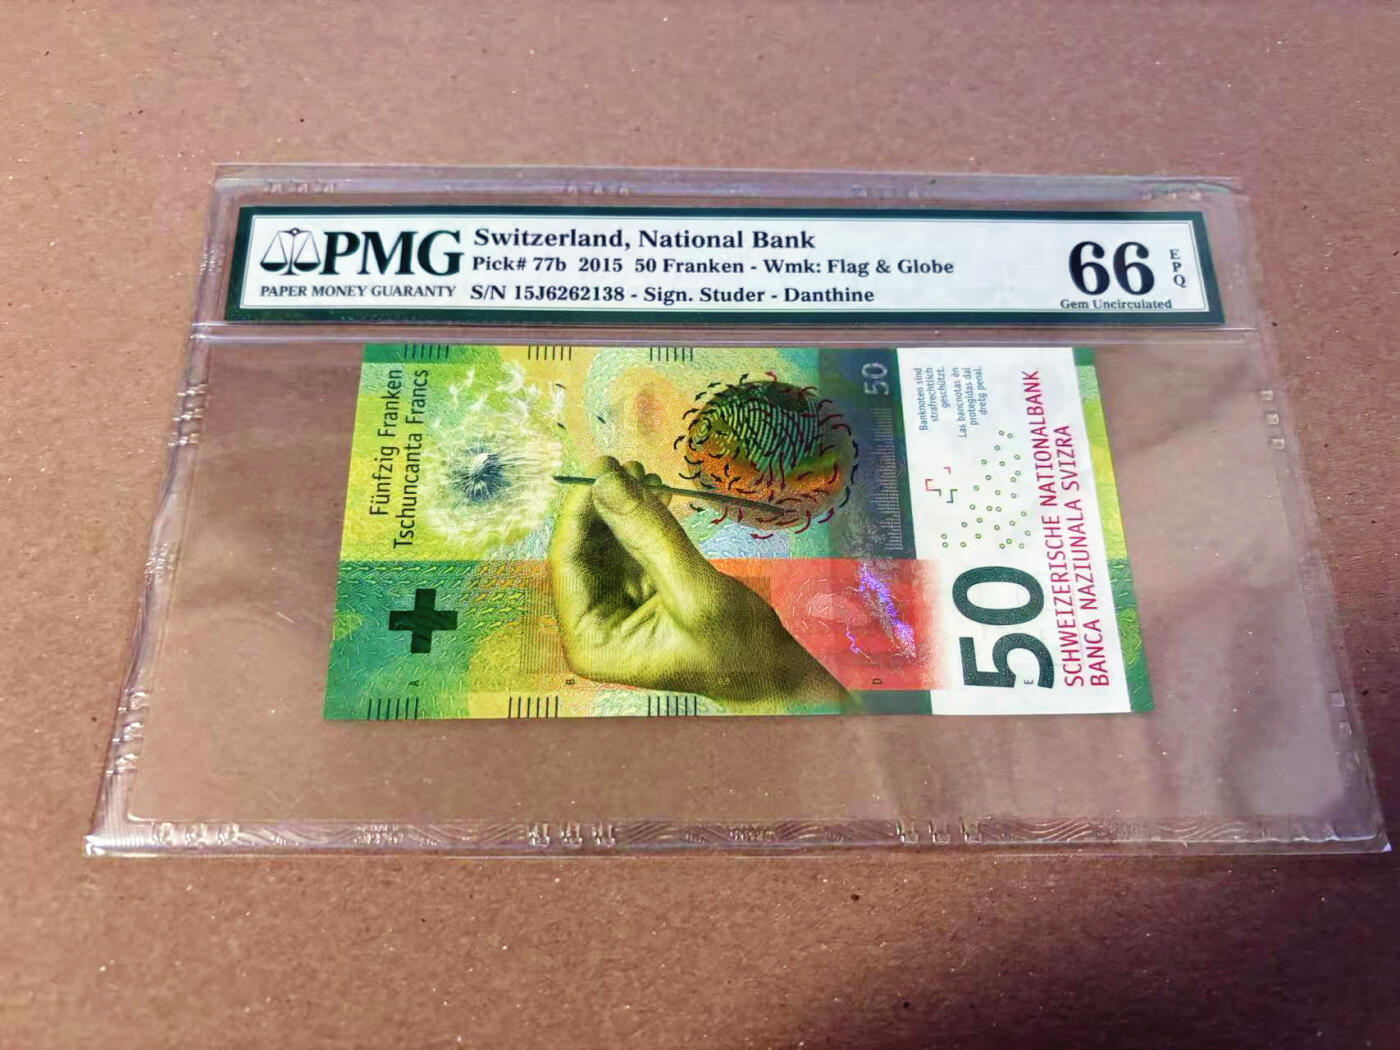 PMG
PAPER MONEY GUARANTY
Switzerland, National Bank
Pick# 77b 2015 50 Franken - Wmk: Flag & Globe
S/N 15J6262138 - Sign. Studer - Danthine
66
EPQ
Gem Uncirculated
Fünfzig Franken
Tschuncanta Francs
50
Banknoten sind
strafrechtlich
geschützt.
Las bancnotas èn
protegidas dal
dretg penal.
50
SCHWEIZERISCHE NATIONALBANK
BANCA NAZIUNALA SVIZRA
A
B
D
E